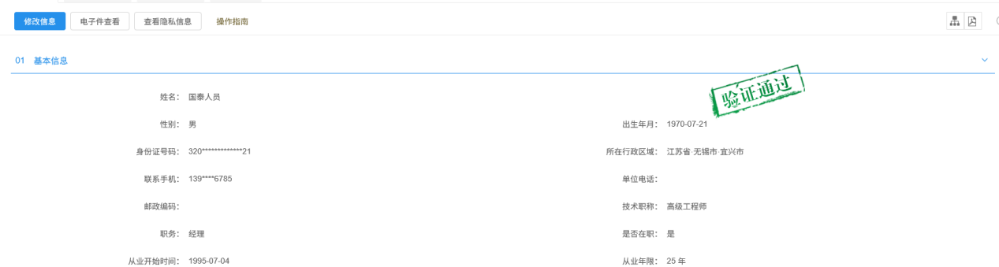 修改信息 电子件查看 查看隐私信息 操作指南
01 基本信息
验证通过
姓名： 国泰人员
性别： 男 出生年月： 1970-07-21
身份证号码： 320*************21 所在行政区域： 江苏省·无锡市·宜兴市
联系手机： 139****6785 单位电话：
邮政编码： 技术职称： 高级工程师
职务： 经理 是否在职： 是
从业开始时间： 1995-07-04 从业年限： 25 年